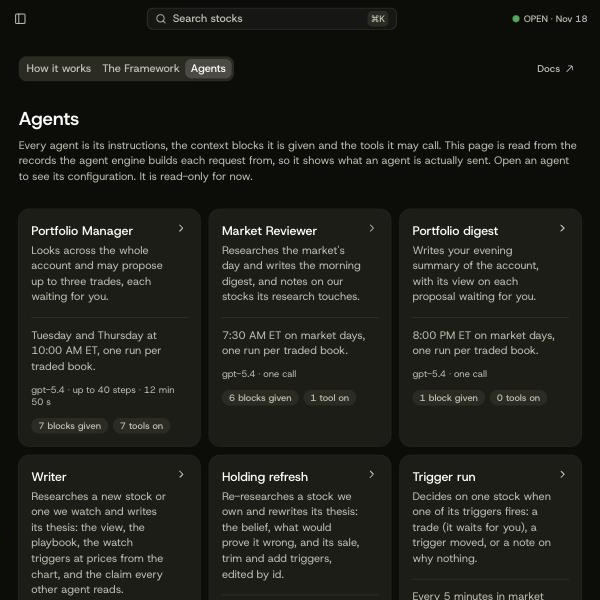 Search stocks
⌘K
OPEN · Nov 18
How it works
The Framework
Agents
Docs ↗
Agents
Every agent is its instructions, the context blocks it is given and the tools it may call. This page is read from the
records the agent engine builds each request from, so it shows what an agent is actually sent. Open an agent
to see its configuration. It is read-only for now.
Portfolio Manager
Looks across the whole
account and may propose
up to three trades, each
waiting for you.
Tuesday and Thursday at
10:00 AM ET, one run per
traded book.
gpt-5.4 · up to 40 steps · 12 min
50 s
7 blocks given
7 tools on
Market Reviewer
Researches the market's
day and writes the morning
digest, and notes on our
stocks its research touches.
7:30 AM ET on market days,
one run per traded book.
gpt-5.4 · one call
6 blocks given
1 tool on
Portfolio digest
Writes your evening
summary of the account,
with its view on each
proposal waiting for you.
8:00 PM ET on market days,
one run per traded book.
gpt-5.4 · one call
1 block given
0 tools on
Writer
Researches a new stock or
one we watch and writes
its thesis: the view, the
playbook, the watch
triggers at prices from the
chart, and the claim every
other agent reads.
Holding refresh
Re-researches a stock we
own and rewrites its thesis:
the belief, what would
prove it wrong, and its sale,
trim and add triggers,
edited by id.
Trigger run
Decides on one stock when
one of its triggers fires: a
trade (it waits for you), a
trigger moved, or a note on
why nothing.
Every 5 minutes in market